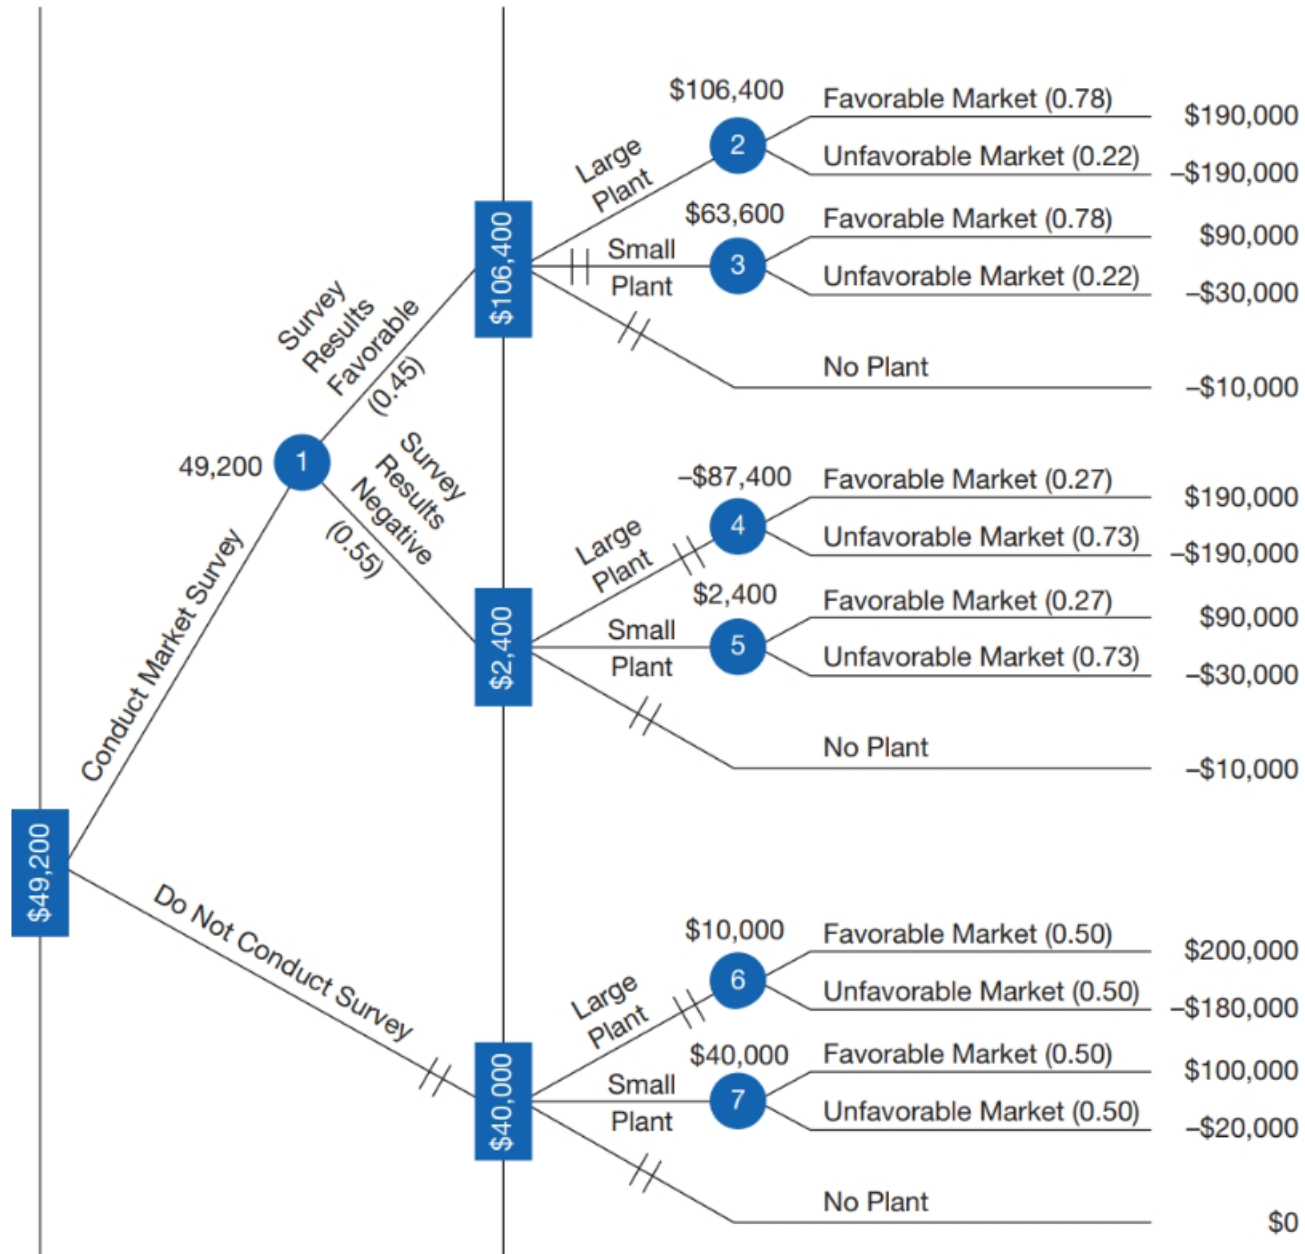 $106,400
Favorable Market (0.78)
$190,000
2
Large
Plant
Unfavorable Market (0.22)
–$190,000
$63,600
Favorable Market (0.78)
$90,000
$106,400
Small
Plant
3
Unfavorable Market (0.22)
–$30,000
No Plant
–$10,000
Survey
Results
Favorable
(0.45)
49,200
1
Survey
Results
Negative
(0.55)
–$87,400
Favorable Market (0.27)
$190,000
4
Large
Plant
Unfavorable Market (0.73)
–$190,000
$2,400
Favorable Market (0.27)
$90,000
$2,400
Small
Plant
5
Unfavorable Market (0.73)
–$30,000
No Plant
–$10,000
Conduct Market Survey
$49,200
Do Not Conduct Survey
$10,000
Favorable Market (0.50)
$200,000
6
Large
Plant
Unfavorable Market (0.50)
–$180,000
$40,000
Favorable Market (0.50)
$100,000
$40,000
Small
Plant
7
Unfavorable Market (0.50)
–$20,000
No Plant
$0